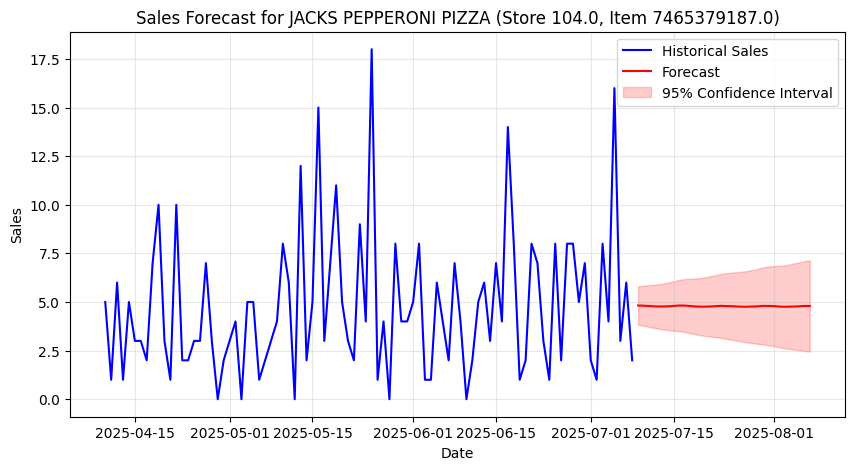 Sales Forecast for JACKS PEPPERONI PIZZA (Store 104.0, Item 7465379187.0)
Historical Sales
Forecast
95% Confidence Interval
Sales
17.5
15.0
12.5
10.0
7.5
5.0
2.5
0.0
2025-04-15 2025-05-01 2025-05-15 2025-06-01 2025-06-15 2025-07-01 2025-07-15 2025-08-01
Date